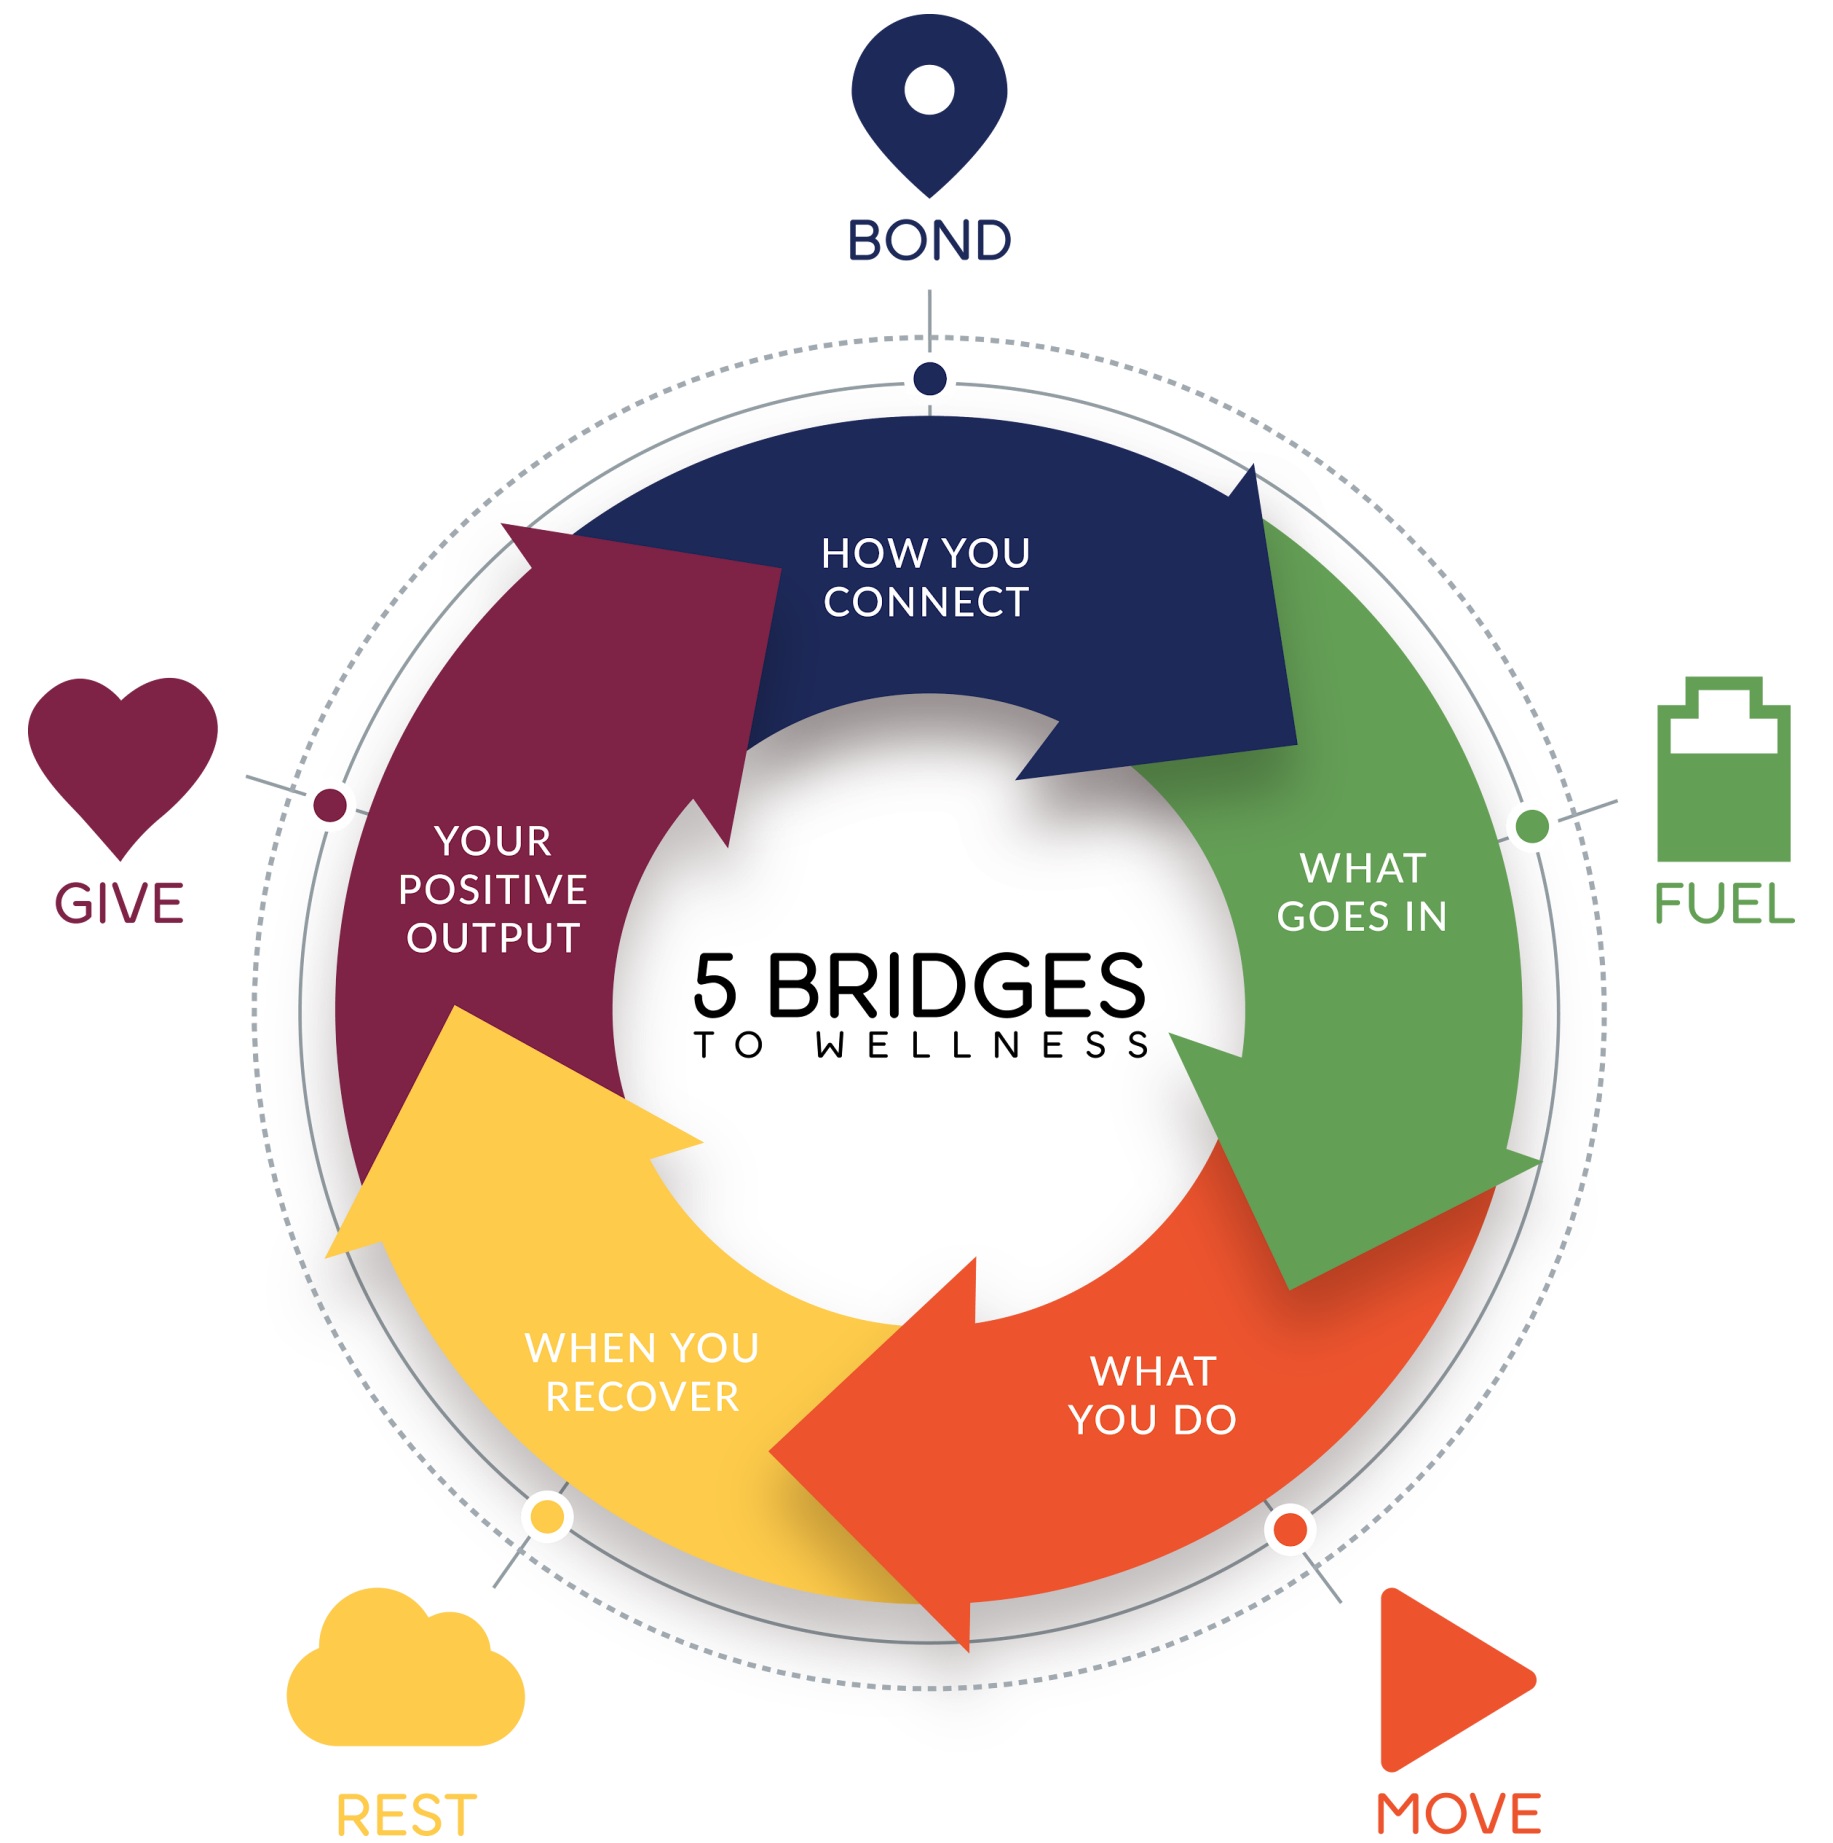 BOND
HOW YOU
CONNECT
FUEL
WHAT
GOES IN
MOVE
WHAT
YOU DO
REST
WHEN YOU
RECOVER
GIVE
YOUR
POSITIVE
OUTPUT
5 BRIDGES
TO WELLNESS